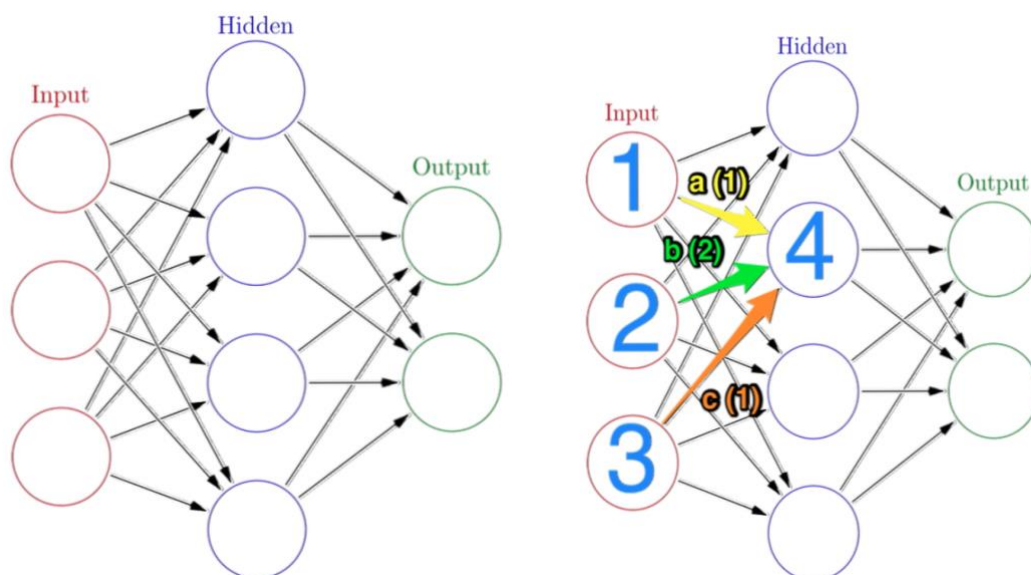 Hidden
Input
Output
Hidden
Input
1
a (1)
Output
b (2)
4
2
c (1)
3